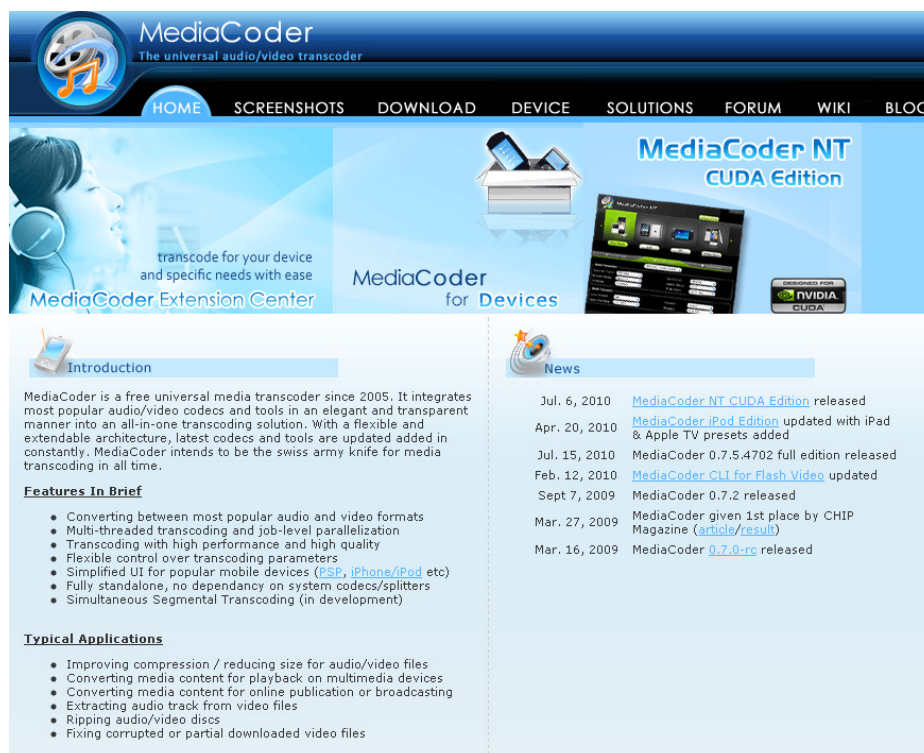 MediaCoder
The universal audio/video transcoder
HOME SCREENSHOTS DOWNLOAD DEVICE SOLUTIONS FORUM WIKI BLOG
transcode for your device
and specific needs with ease
MediaCoder Extension Center
MediaCoder
for Devices
MediaCoder NT
CUDA Edition
DESIGNED FOR
NVIDIA
CUDA
Introduction
MediaCoder is a free universal media transcoder since 2005. It integrates
most popular audio/video codecs and tools in an elegant and transparent
manner into an all-in-one transcoding solution. With a flexible and
extendable architecture, latest codecs and tools are updated added in
constantly. MediaCoder intends to be the swiss army knife for media
transcoding in all time.
Features In Brief
Converting between most popular audio and video formats
Multi-threaded transcoding and job-level parallelization
Transcoding with high performance and high quality
Flexible control over transcoding parameters
Simplified UI for popular mobile devices (PSP, iPhone/iPod etc)
Fully standalone, no dependancy on system codecs/splitters
Simultaneous Segmental Transcoding (in development)
Typical Applications
Improving compression / reducing size for audio/video files
Converting media content for playback on multimedia devices
Converting media content for online publication or broadcasting
Extracting audio track from video files
Ripping audio/video discs
Fixing corrupted or partial downloaded video files
News
Jul. 6, 2010 MediaCoder NT CUDA Edition released
Apr. 20, 2010 MediaCoder iPod Edition updated with iPad
& Apple TV presets added
Jul. 15, 2010 MediaCoder 0.7.5.4702 full edition released
Feb. 12, 2010 MediaCoder CLI for Flash Video updated
Sept 7, 2009 MediaCoder 0.7.2 released
Mar. 27, 2009 MediaCoder given 1st place by CHIP
Magazine (article/result)
Mar. 16, 2009 MediaCoder 0.7.0-rc released